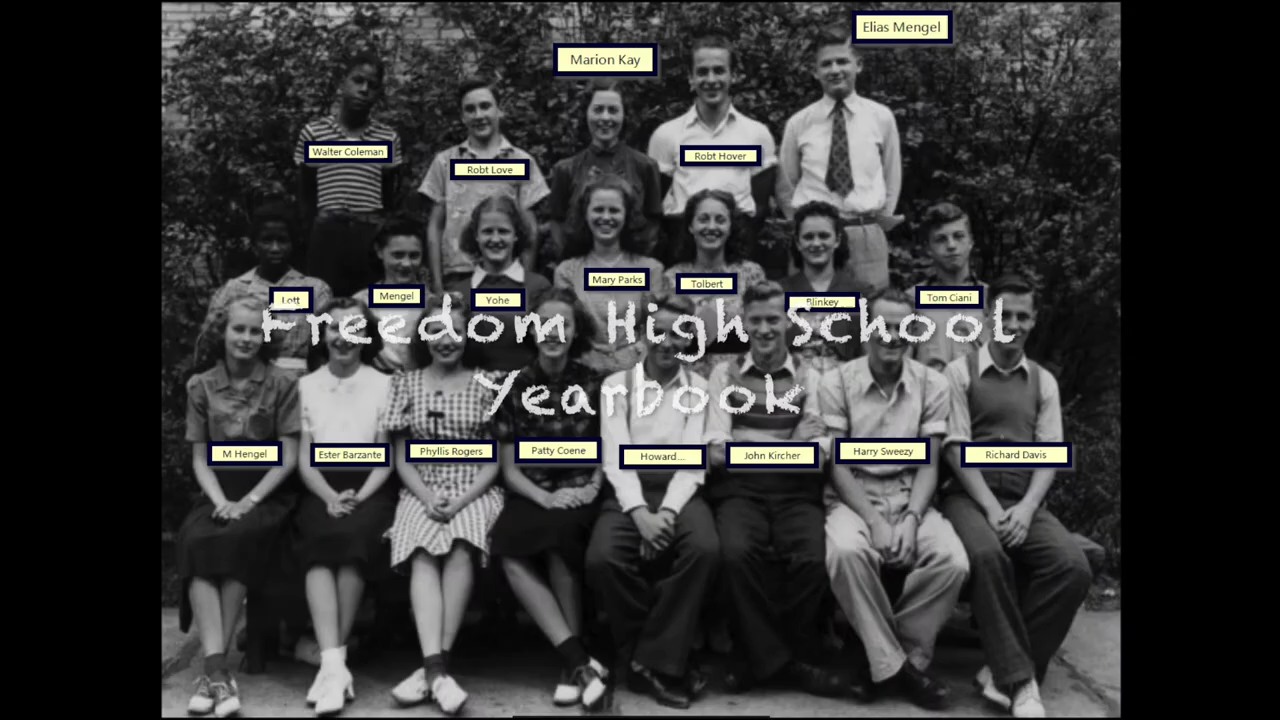 Elias Mengel
Marion Kay
Walter Coleman
Robt Love
Robt Hover
Lott
Mengel
Yohe
Mary Parks
Tolbert
Blinkey
Tom Ciani
Freedom High School
Yearbook
M Hengel
Ester Barzante
Phyllis Rogers
Patty Coene
Howard...
John Kircher
Harry Sweezy
Richard Davis